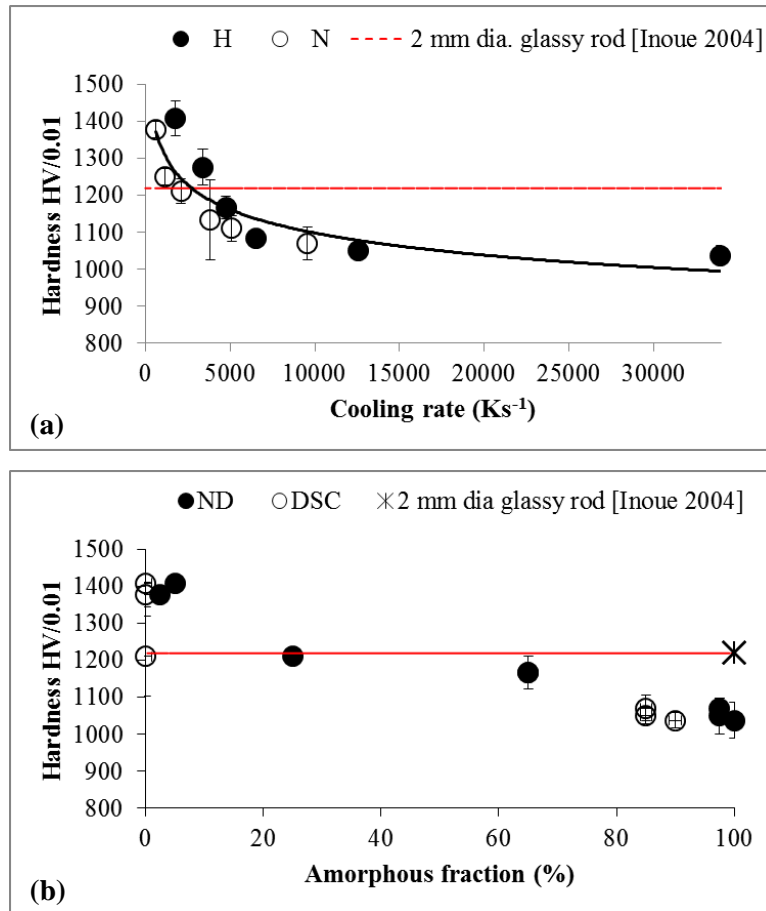 H N 2 mm dia. glassy rod [Inoue 2004]
1500
1400
1300
1200
1100
1000
900
800
Hardness HV/0.01
0 5000 10000 15000 20000 25000 30000
Cooling rate (Ks⁻¹)
(a)
ND DSC 2 mm dia glassy rod [Inoue 2004]
1500
1400
1300
1200
1100
1000
900
800
Hardness HV/0.01
0 20 40 60 80 100
Amorphous fraction (%)
(b)